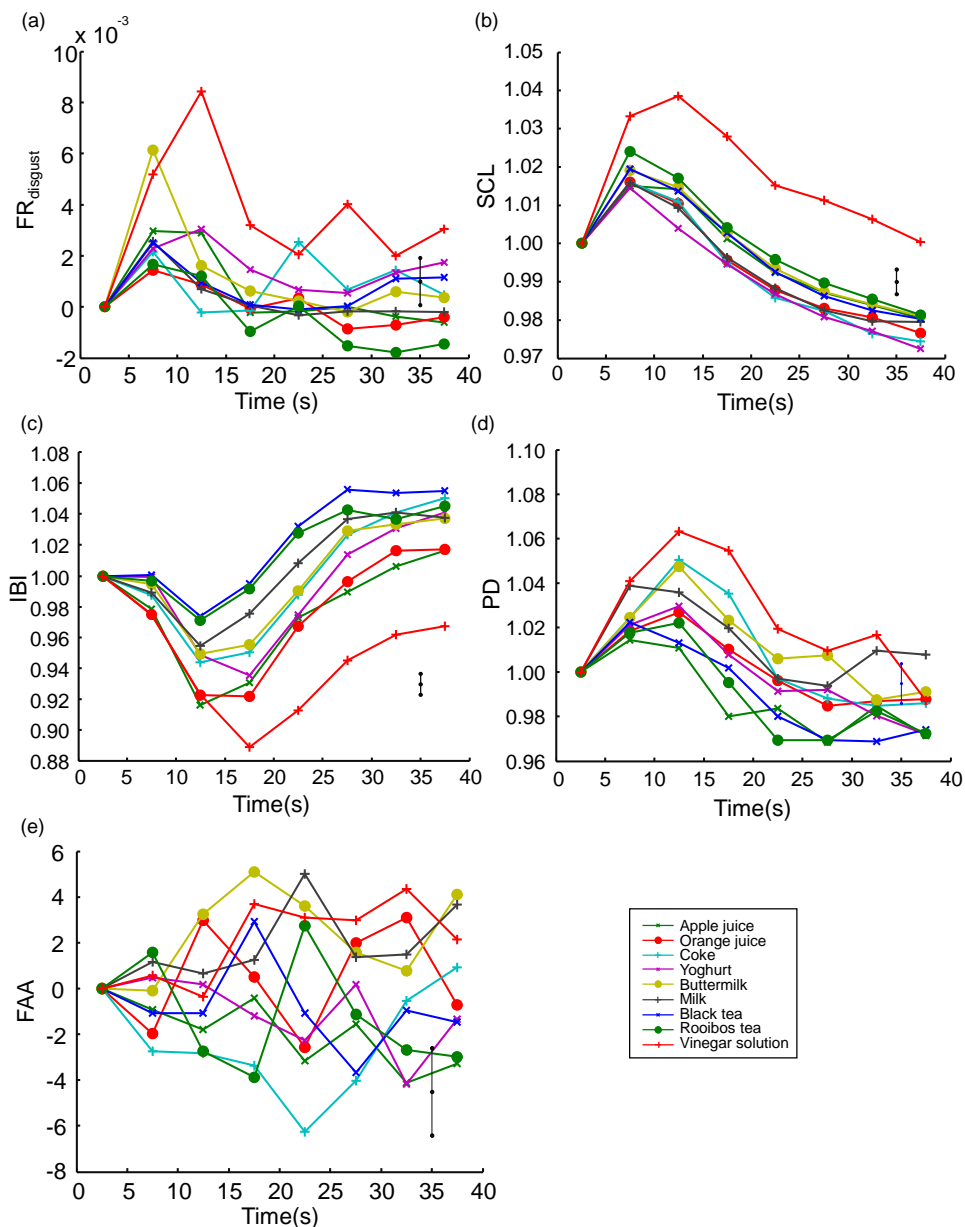 (a)
x 10-3
10
8
6
4
2
0
-2
FRdisgust
0 5 10 15 20 25 30 35 40
Time (s)
(b)
1.05
1.04
1.03
1.02
1.01
1.00
0.99
0.98
0.97
SCL
0 5 10 15 20 25 30 35 40
Time(s)
(c)
1.08
1.06
1.04
1.02
1.00
0.98
0.96
0.94
0.92
0.90
0.88
IBI
0 5 10 15 20 25 30 35 40
Time(s)
(d)
1.10
1.08
1.06
1.04
1.02
1.00
0.98
0.96
PD
0 5 10 15 20 25 30 35 40
Time(s)
(e)
6
4
2
0
-2
-4
-6
-8
FAA
0 5 10 15 20 25 30 35 40
Time(s)
Apple juice
Orange juice
Coke
Yoghurt
Buttermilk
Milk
Black tea
Rooibos tea
Vinegar solution